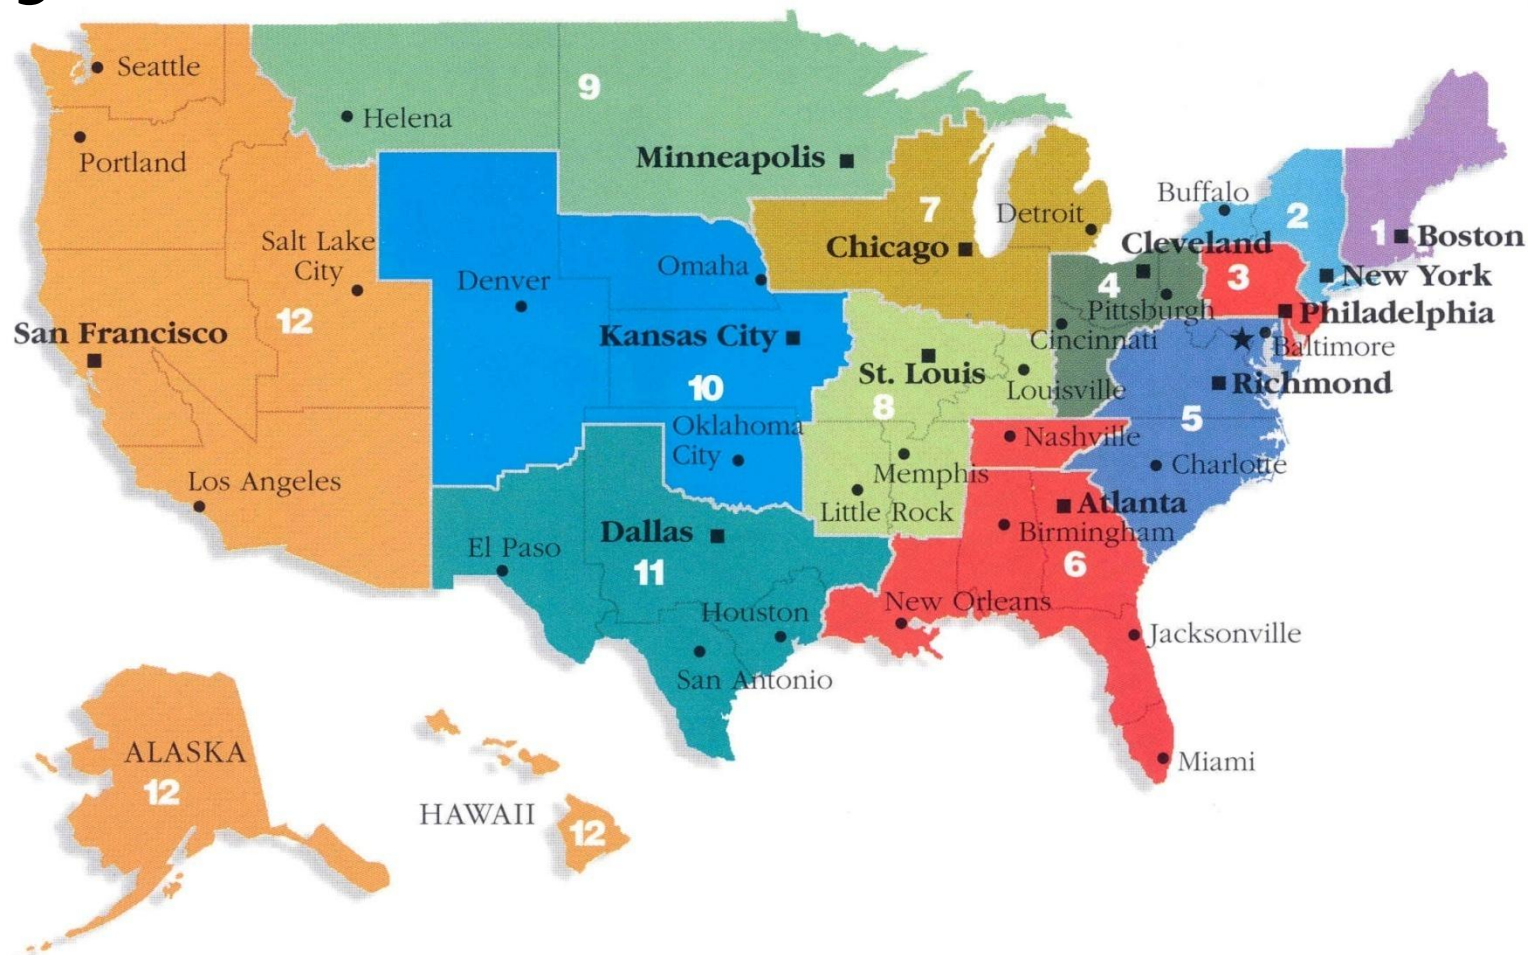 Seattle
Helena
9
Portland
Minneapolis
Buffalo
7
Detroit
2
1
Boston
Salt Lake
City
Chicago
Cleveland
New York
Omaha
4
3
Denver
Pittsburgh
Philadelphia
12
San Francisco
Kansas City
Cincinnati
Baltimore
St. Louis
Louisville
Richmond
10
8
5
Oklahoma
City
Nashville
Memphis
Charlotte
Los Angeles
Little Rock
Atlanta
Dallas
Birmingham
El Paso
11
6
Houston
New Orleans
Jacksonville
San Antonio
ALASKA
12
Miami
HAWAII
12